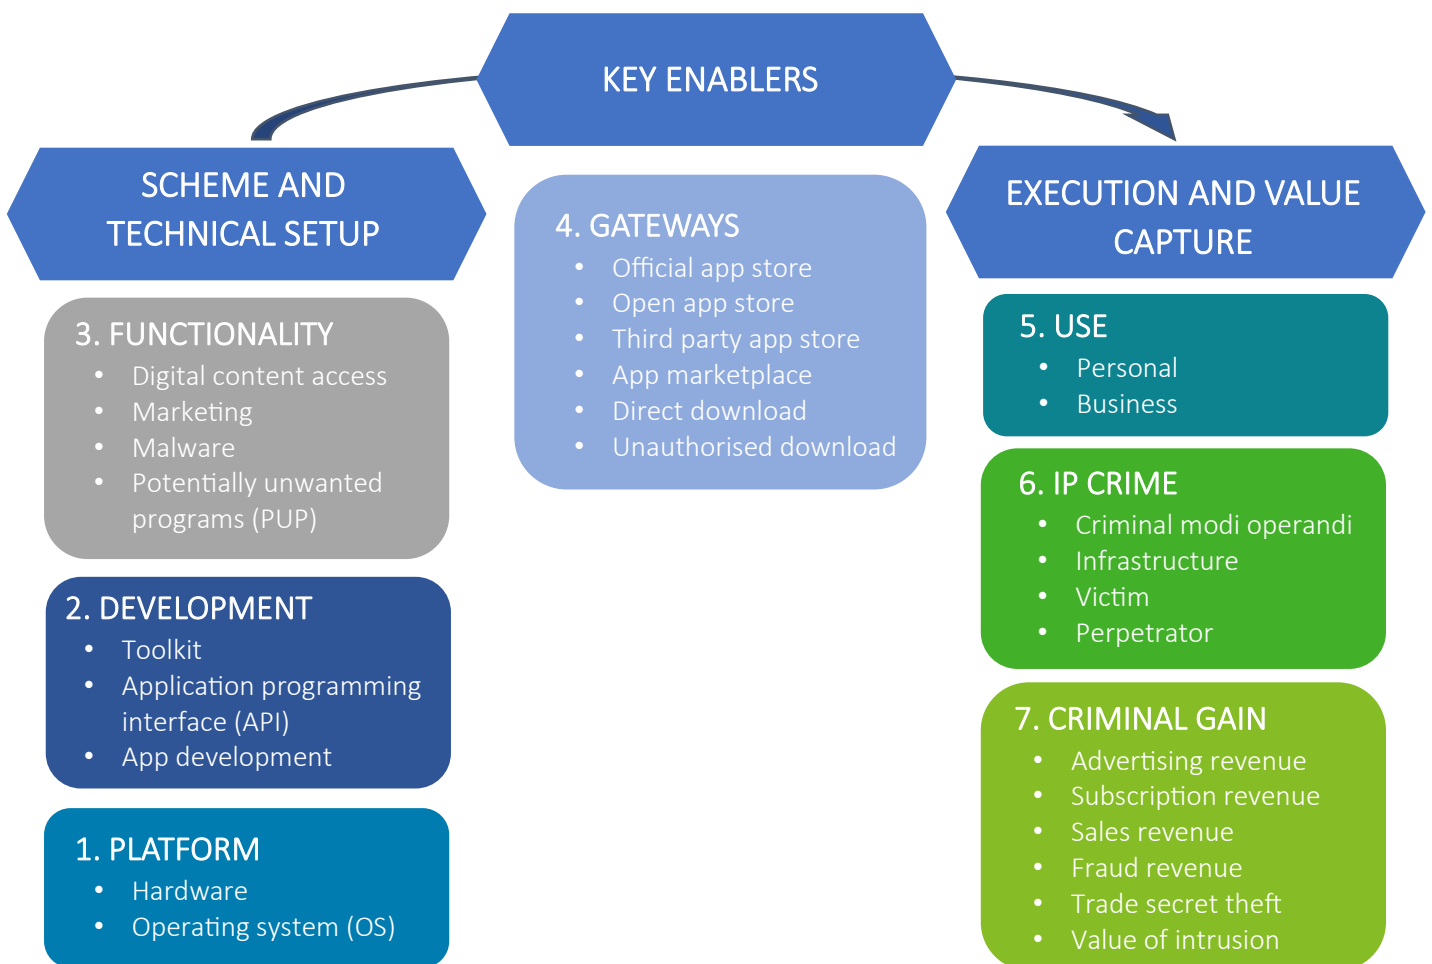 KEY ENABLERS
SCHEME AND
TECHNICAL SETUP
3. FUNCTIONALITY
• Digital content access
• Marketing
• Malware
• Potentially unwanted
programs (PUP)
2. DEVELOPMENT
• Toolkit
• Application programming
interface (API)
• App development
1. PLATFORM
• Hardware
• Operating system (OS)
4. GATEWAYS
• Official app store
• Open app store
• Third party app store
• App marketplace
• Direct download
• Unauthorised download
EXECUTION AND VALUE
CAPTURE
5. USE
• Personal
• Business
6. IP CRIME
• Criminal modi operandi
• Infrastructure
• Victim
• Perpetrator
7. CRIMINAL GAIN
• Advertising revenue
• Subscription revenue
• Sales revenue
• Fraud revenue
• Trade secret theft
• Value of intrusion